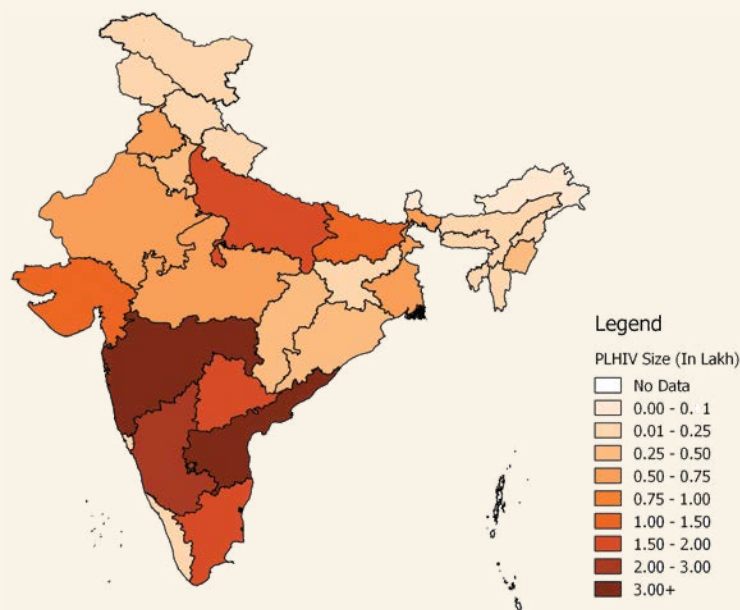 Legend
PLHIV Size (In Lakh)
No Data
0.00 - 0. 1
0.01 - 0.25
0.25 - 0.50
0.50 - 0.75
0.75 - 1.00
1.00 - 1.50
1.50 - 2.00
2.00 - 3.00
3.00+